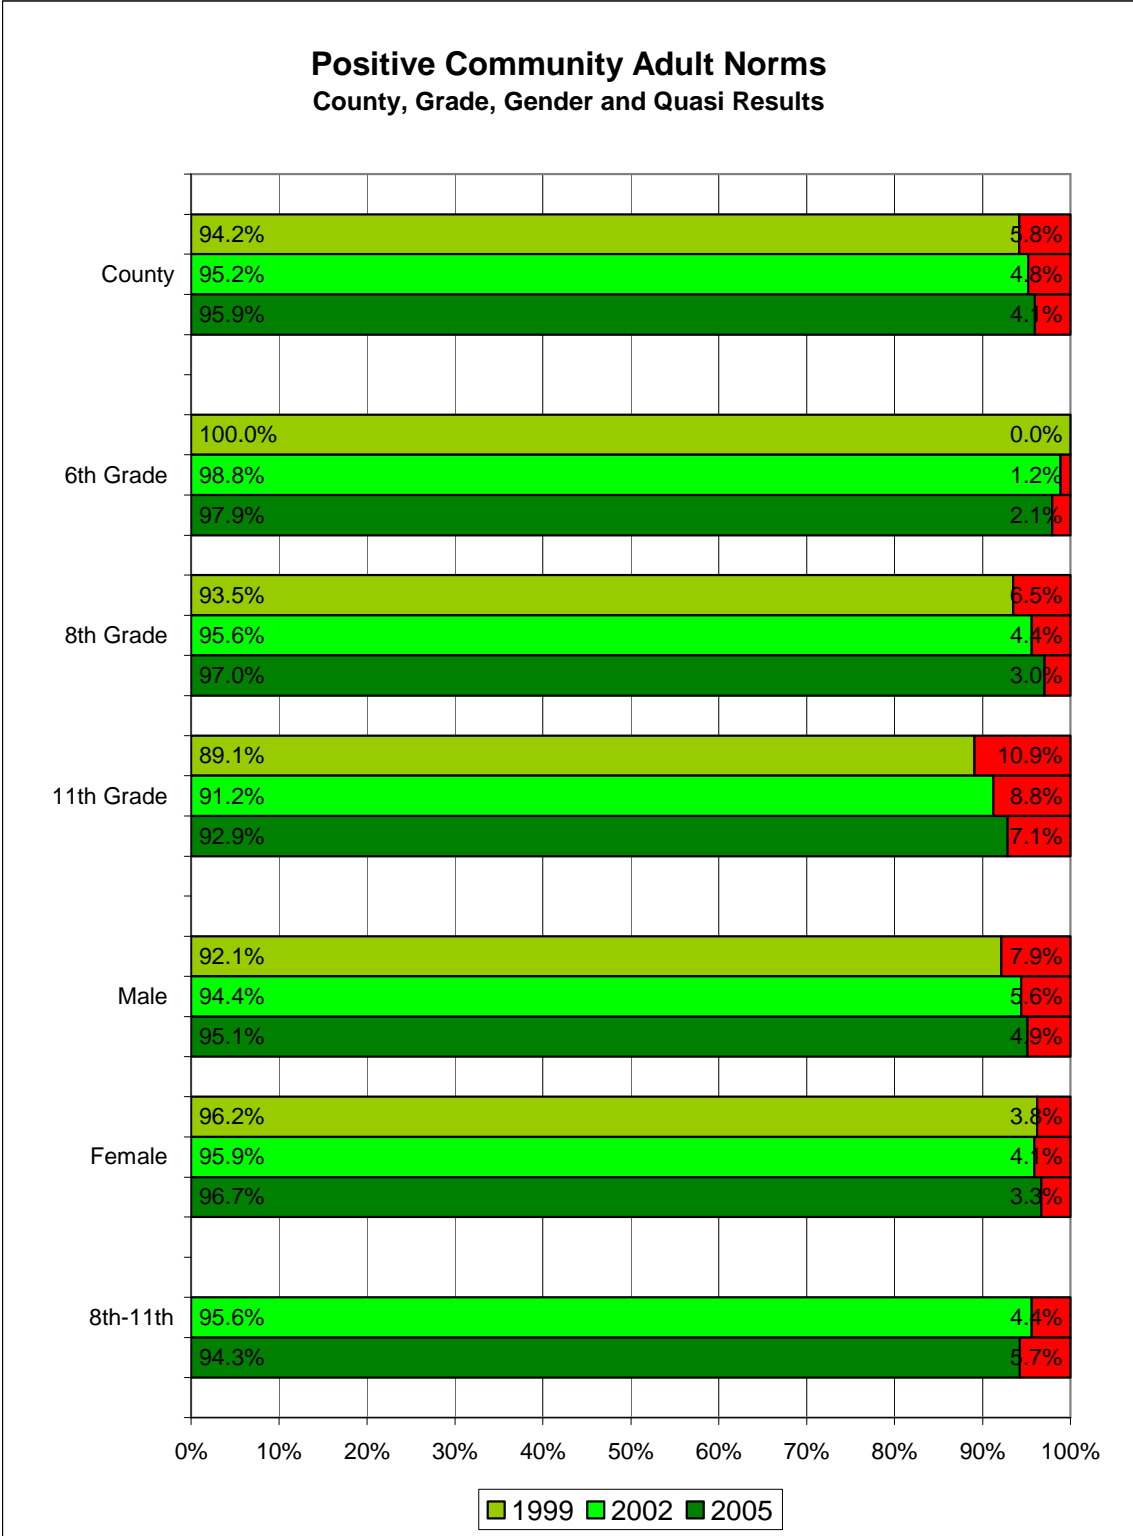 Positive Community Adult Norms
County, Grade, Gender and Quasi Results
94.2% 5.8%
County 95.2% 4.8%
95.9% 4.1%
100.0% 0.0%
6th Grade 98.8% 1.2%
97.9% 2.1%
93.5% 6.5%
8th Grade 95.6% 4.4%
97.0% 3.0%
89.1% 10.9%
11th Grade 91.2% 8.8%
92.9% 7.1%
92.1% 7.9%
Male 94.4% 5.6%
95.1% 4.9%
96.2% 3.8%
Female 95.9% 4.1%
96.7% 3.3%
8th-11th 95.6% 4.4%
94.3% 5.7%
0% 10% 20% 30% 40% 50% 60% 70% 80% 90% 100%
1999 2002 2005